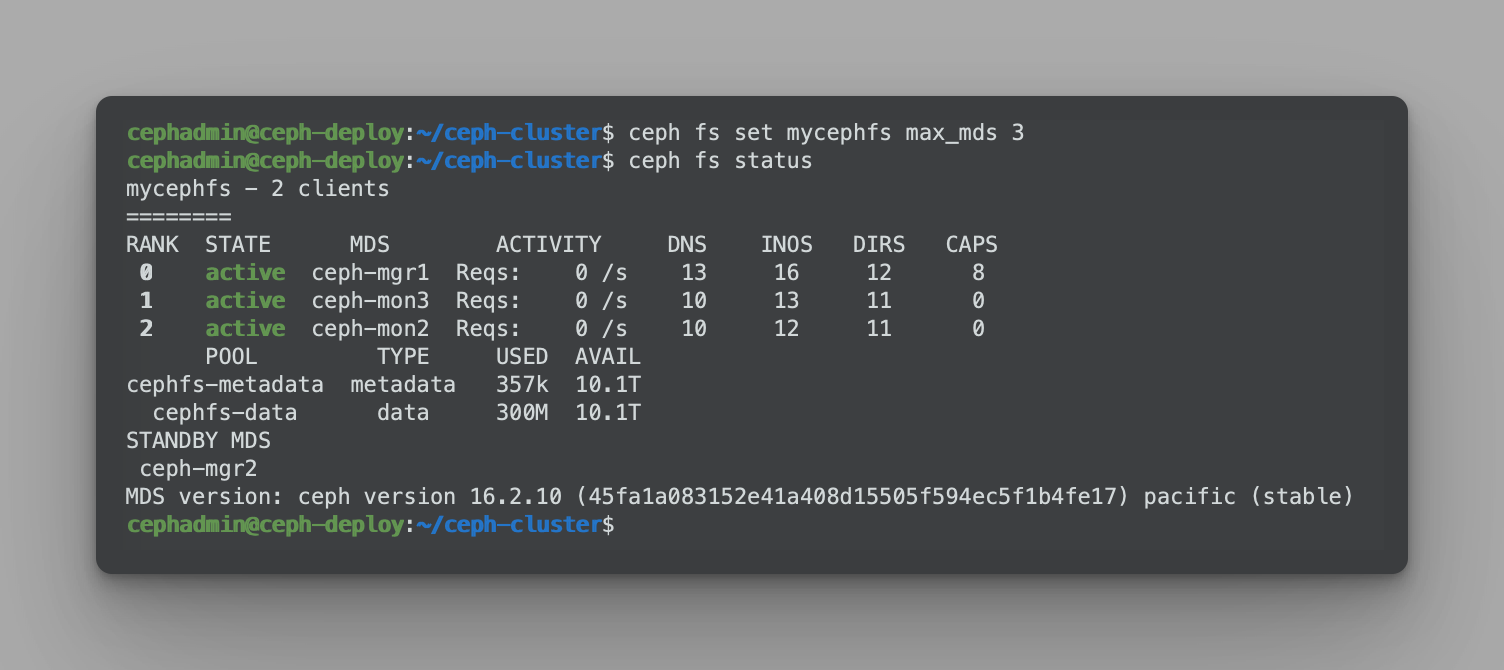 cephadmin@ceph-deploy:~/ceph-cluster$ ceph fs set mycephfs max_mds 3
cephadmin@ceph-deploy:~/ceph-cluster$ ceph fs status
mycephfs - 2 clients
========
RANK  STATE      MDS        ACTIVITY     DNS    INOS   DIRS   CAPS
 0    active  ceph-mgr1  Reqs:    0 /s    13     16     12      8
 1    active  ceph-mon3  Reqs:    0 /s    10     13     11      0
 2    active  ceph-mon2  Reqs:    0 /s    10     12     11      0
      POOL         TYPE     USED  AVAIL
cephfs-metadata  metadata   357k  10.1T
  cephfs-data      data     300M  10.1T
STANDBY MDS
 ceph-mgr2
MDS version: ceph version 16.2.10 (45fa1a083152e41a408d15505f594ec5f1b4fe17) pacific (stable)
cephadmin@ceph-deploy:~/ceph-cluster$